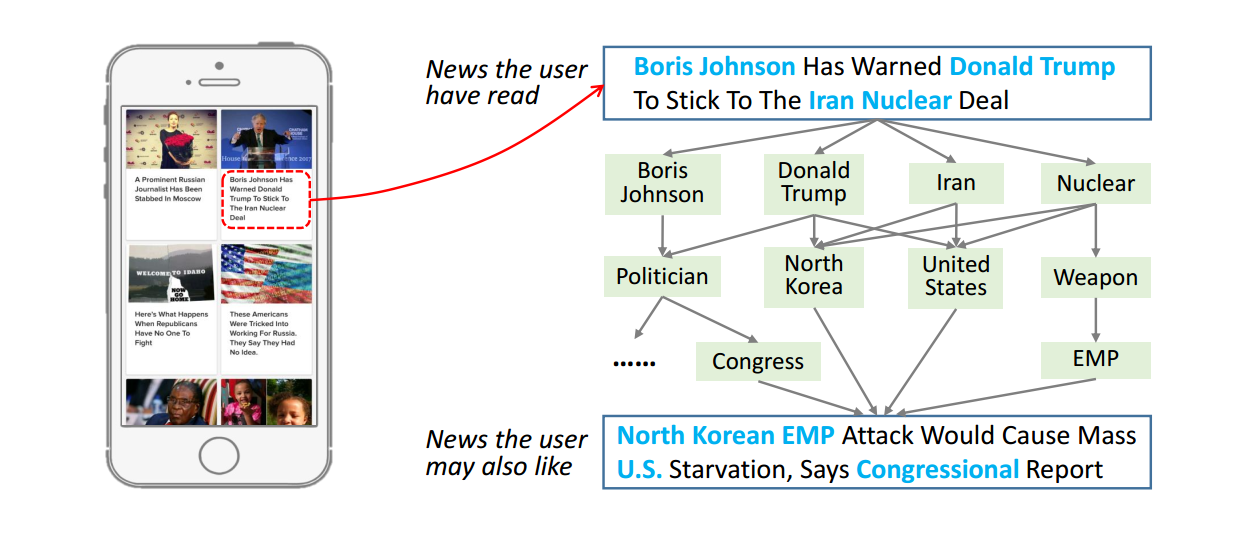 News the user
have read
Boris Johnson Has Warned Donald Trump
To Stick To The Iran Nuclear Deal
A Prominent Russian
Journalist Has Been
Stabbed In Moscow
Boris Johnson Has
Warned Donald
Trump To Stick To
The Iran Nuclear
Deal
WELCOME TO IDAHO
NOW
GO
HOME
Here's What Happens
When Republicans
Have No One To
Fight
These Americans
Were Tricked Into
Working For Russia.
They Say They Had
No Idea.
Boris
Johnson
Donald
Trump
Iran
Nuclear
Politician
North
Korea
United
States
Weapon
......
Congress
EMP
News the user
may also like
North Korean EMP Attack Would Cause Mass
U.S. Starvation, Says Congressional Report